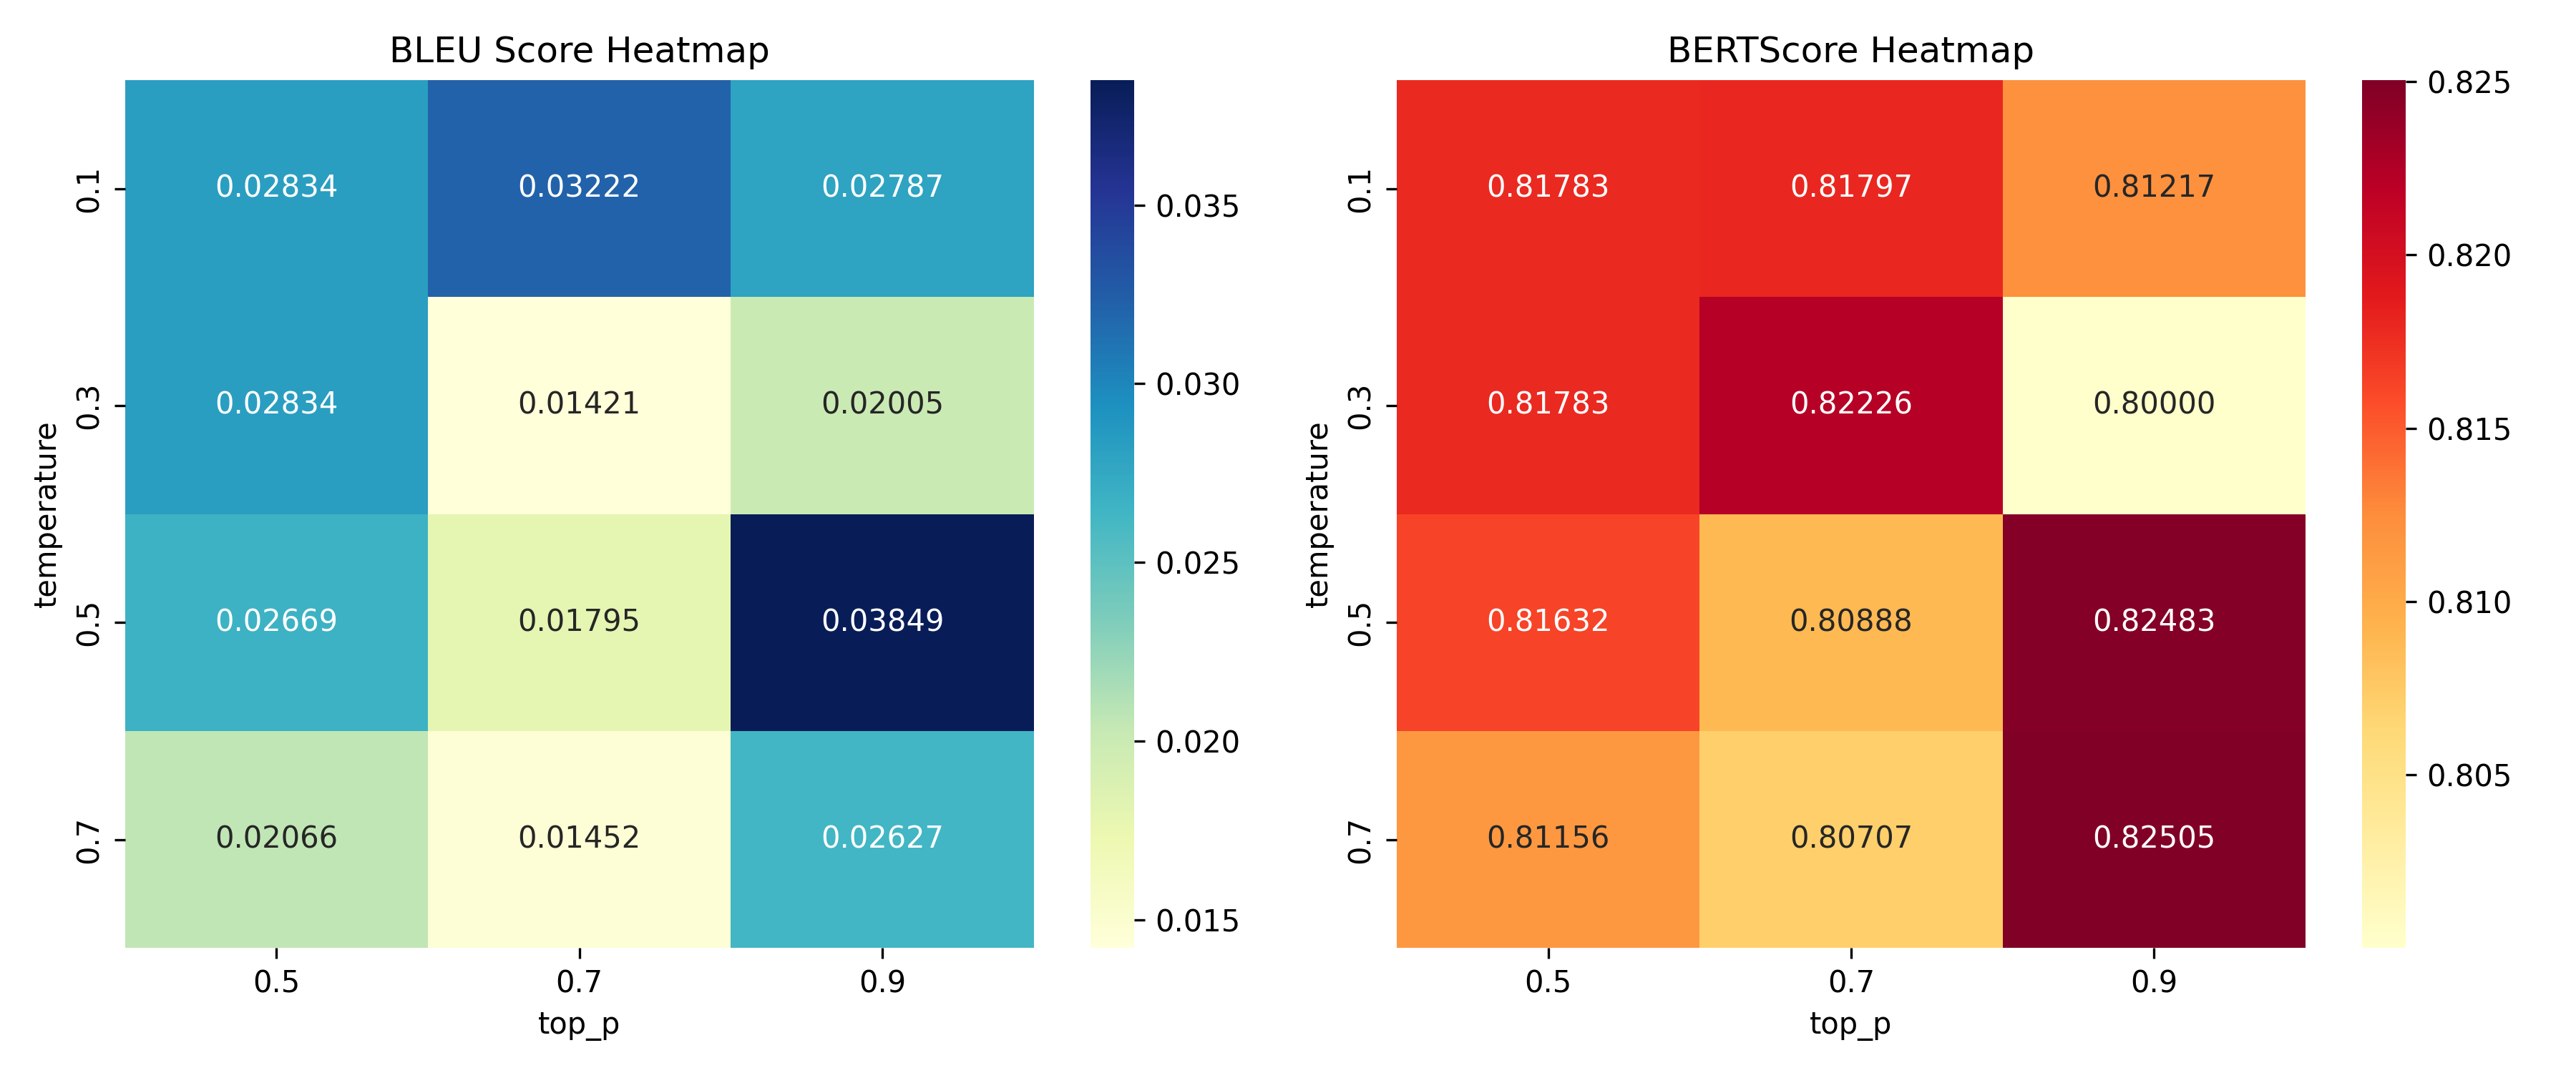 BLEU Score Heatmap
0.1 0.02834 0.03222 0.02787
0.3 0.02834 0.01421 0.02005
0.5 0.02669 0.01795 0.03849
0.7 0.02066 0.01452 0.02627
temperature
0.5 0.7 0.9
top_p
0.035
0.030
0.025
0.020
0.015
BERTScore Heatmap
0.1 0.81783 0.81797 0.81217
0.3 0.81783 0.82226 0.80000
0.5 0.81632 0.80888 0.82483
0.7 0.81156 0.80707 0.82505
temperature
0.5 0.7 0.9
top_p
0.825
0.820
0.815
0.810
0.805